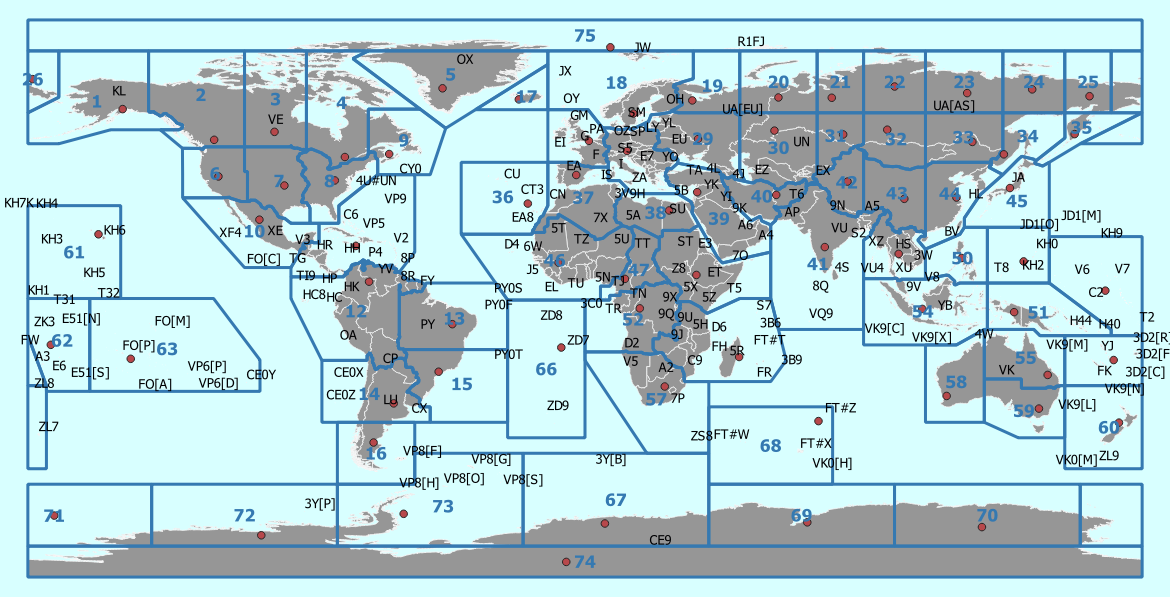 75
JW
R1FJ
26
KL
1
2
3
VE
4
OX
5
17
JX
18
OY
OH
19
UA[EU]
20
21
22
23
UA[AS]
24
25
35
GM
PA
G
EI
F
SM
OZ
SP
LY
YL
EU
29
S5
I
E7
YO
30
UN
31
32
33
34
9
CY0
6
7
8
4U#UN
VP9
36
CU
CT3
EA8
CN
37
EA
IS
ZA
3V
9H
TA
4L
4J
EZ
EX
5B
YK
YI
9K
39
40
T6
AP
42
9N
A5
43
44
HL
JA
45
JD1[O]
JD1[M]
KH7K
KH4
KH3
61
KH6
KH5
KH1
T31
T32
XF4
10
XE
FO[C]
C6
VP5
V3
HR
TG
HH
P4
V2
8P
TI9
HP
YV
8R
FY
HC8
HC
HK
12
OA
PY
13
D4
6W
5T
7X
5A
38
SU
TZ
5U
TT
ST
E3
A6
A4
7O
J5
46
EL
TU
5N
TJ
47
Z8
ET
5X
T5
5Z
VU
S2
41
4S
8Q
VQ9
XZ
HS
3W
VU4
XU
V8
9V
BV
50
T8
KH2
KH0
KH9
V6
V7
C2
PY0S
PY0F
PY0T
ZD8
ZD7
66
ZD9
3C0
TR
TN
52
9X
9Q
9U
5H
9J
D2
V5
A2
C9
57
7P
S7
3B6
D6
FH
5R
FT#T
3B9
FR
VK9[C]
54
YB
VK9[X]
4W
51
H44
H40
T2
3D2[R]
YJ
3D2[F]
FK
3D2[C]
VK9[M]
VK9[N]
55
VK
58
59
VK9[L]
60
ZL9
VK0[M]
ZK3
E51[N]
FW
62
A3
E6
E51[S]
ZL8
ZL7
FO[M]
FO[P]
63
VP6[P]
VP6[D]
FO[A]
CE0Y
CE0X
CE0Z
CP
14
LU
CX
15
16
VP8[F]
VP8[H]
VP8[G]
VP8[O]
VP8[S]
3Y[B]
ZS8
FT#W
68
FT#Z
FT#X
VK0[H]
71
72
3Y[P]
73
67
CE9
69
70
74